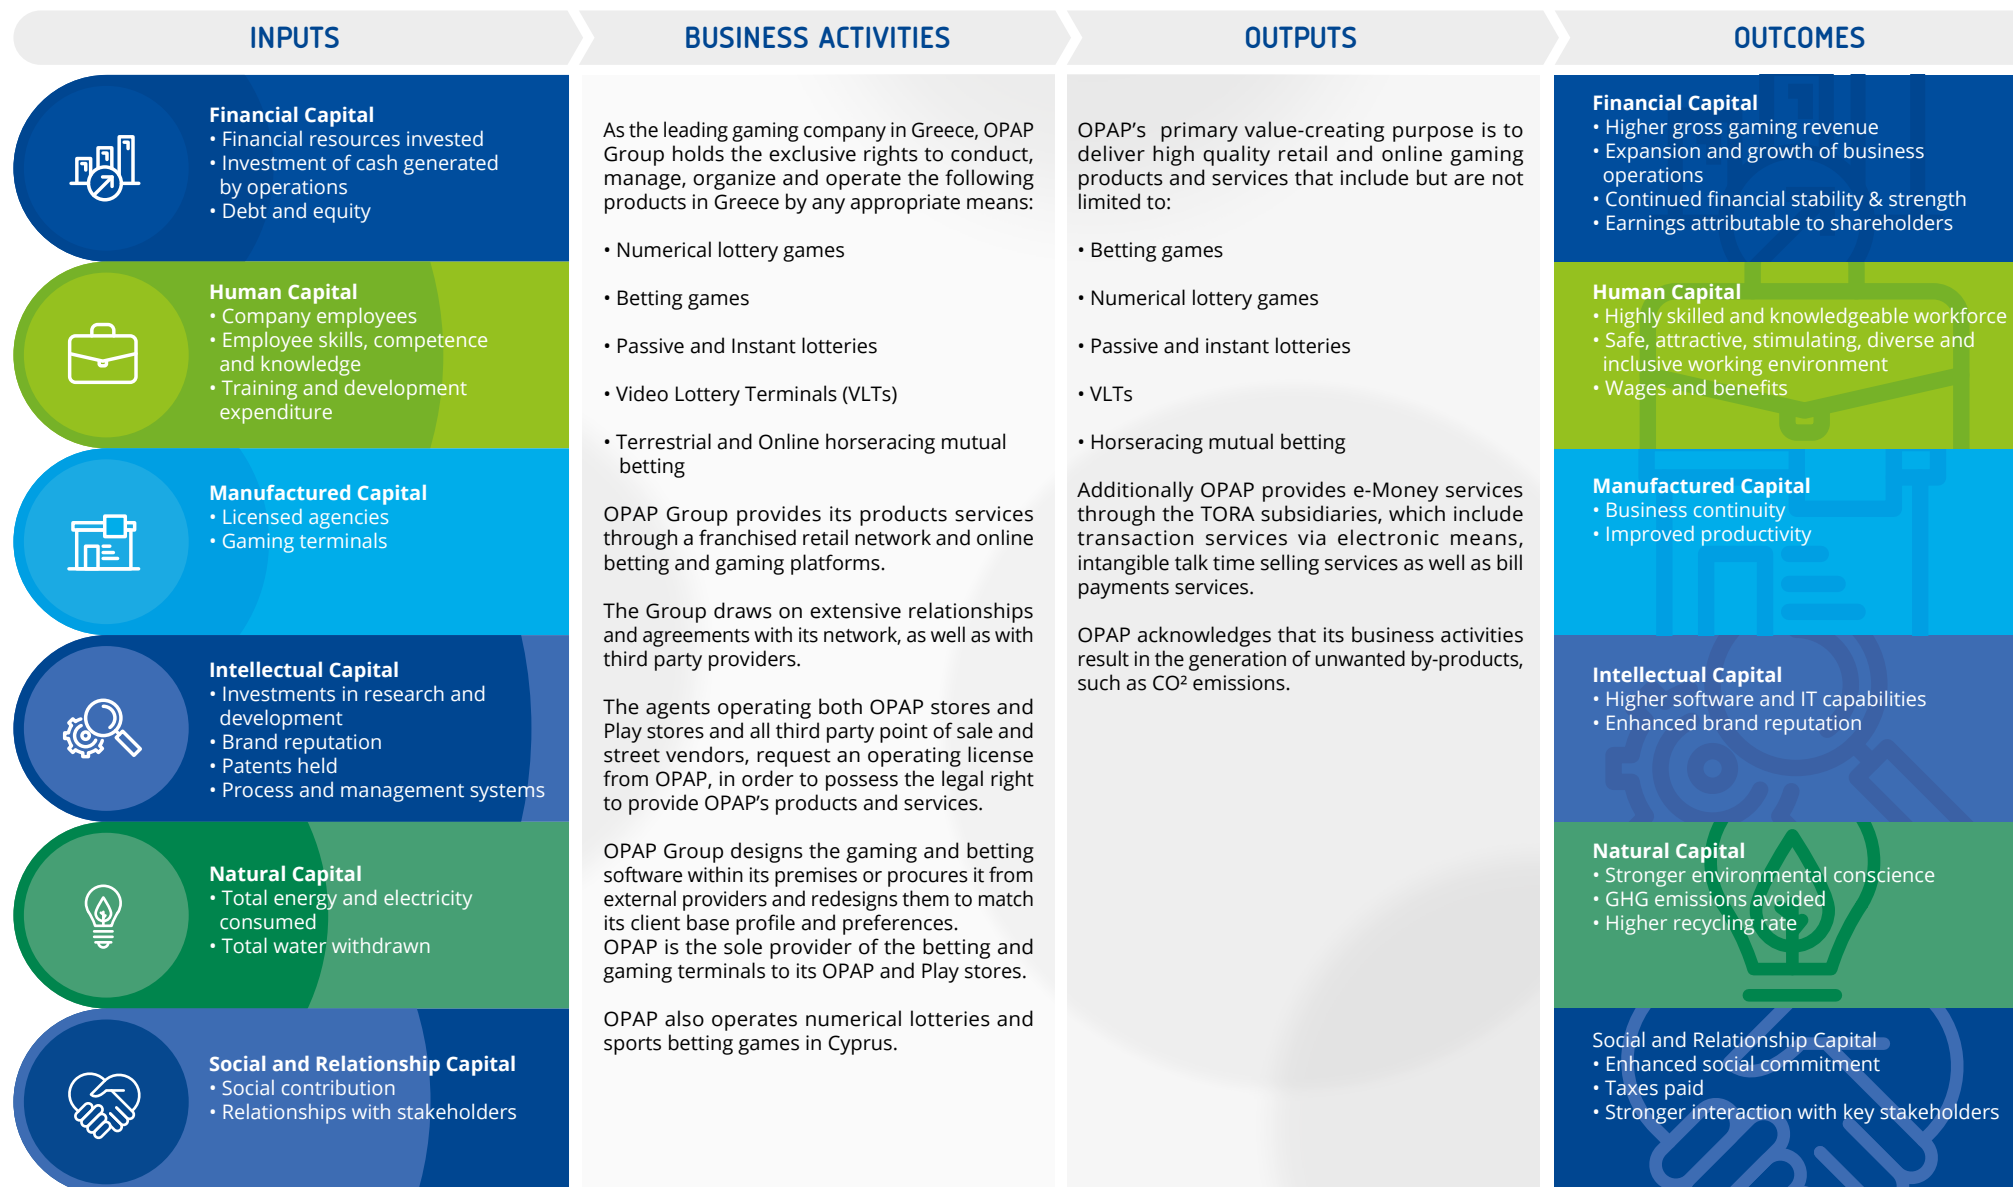 INPUTS
BUSINESS ACTIVITIES
OUTPUTS
OUTCOMES
Financial Capital
• Financial resources invested
• Investment of cash generated
by operations
• Debt and equity
Human Capital
• Company employees
• Employee skills, competence
and knowledge
• Training and development
expenditure
Manufactured Capital
• Licensed agencies
• Gaming terminals
Intellectual Capital
• Investments in research and
development
• Brand reputation
• Patents held
• Process and management systems
Natural Capital
• Total energy and electricity
consumed
• Total water withdrawn
Social and Relationship Capital
• Social contribution
• Relationships with stakeholders
As the leading gaming company in Greece, OPAP
Group holds the exclusive rights to conduct,
manage, organize and operate the following
products in Greece by any appropriate means:
• Numerical lottery games
• Betting games
• Passive and Instant lotteries
• Video Lottery Terminals (VLTs)
• Terrestrial and Online horseracing mutual
betting
OPAP Group provides its products services
through a franchised retail network and online
betting and gaming platforms.
The Group draws on extensive relationships
and agreements with its network, as well as with
third party providers.
The agents operating both OPAP stores and
Play stores and all third party point of sale and
street vendors, request an operating license
from OPAP, in order to possess the legal right
to provide OPAP's products and services.
OPAP Group designs the gaming and betting
software within its premises or procures it from
external providers and redesigns them to match
its client base profile and preferences.
OPAP is the sole provider of the betting and
gaming terminals to its OPAP and Play stores.
OPAP also operates numerical lotteries and
sports betting games in Cyprus.
OPAP's primary value-creating purpose is to
deliver high quality retail and online gaming
products and services that include but are not
limited to:
• Betting games
• Numerical lottery games
• Passive and instant lotteries
• VLTs
• Horseracing mutual betting
Additionally OPAP provides e-Money services
through the TORA subsidiaries, which include
transaction services via electronic means,
intangible talk time selling services as well as bill
payments services.
OPAP acknowledges that its business activities
result in the generation of unwanted by-products,
such as CO² emissions.
Financial Capital
• Higher gross gaming revenue
• Expansion and growth of business
operations
• Continued financial stability & strength
• Earnings attributable to shareholders
Human Capital
• Highly skilled and knowledgeable workforce
• Safe, attractive, stimulating, diverse and
inclusive working environment
• Wages and benefits
Manufactured Capital
• Business continuity
• Improved productivity
Intellectual Capital
• Higher software and IT capabilities
• Enhanced brand reputation
Natural Capital
• Stronger environmental conscience
• GHG emissions avoided
• Higher recycling rate
Social and Relationship Capital
• Enhanced social commitment
• Taxes paid
• Stronger interaction with key stakeholders